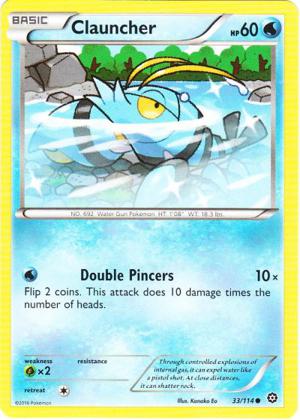 BASIC
Clauncher
HP60
NO. 692 Water Gun Pokémon HT: 1'08" WT: 18.3 lbs.
Double Pincers 10×
Flip 2 coins. This attack does 10 damage times the
number of heads.
weakness
resistance
×2
retreat
Through controlled explosions of
internal gas, it can expel water like
a pistol shot. At close distances,
it can shatter rock.
©2016 Pokémon
Illus. Kanako Eo
33/114